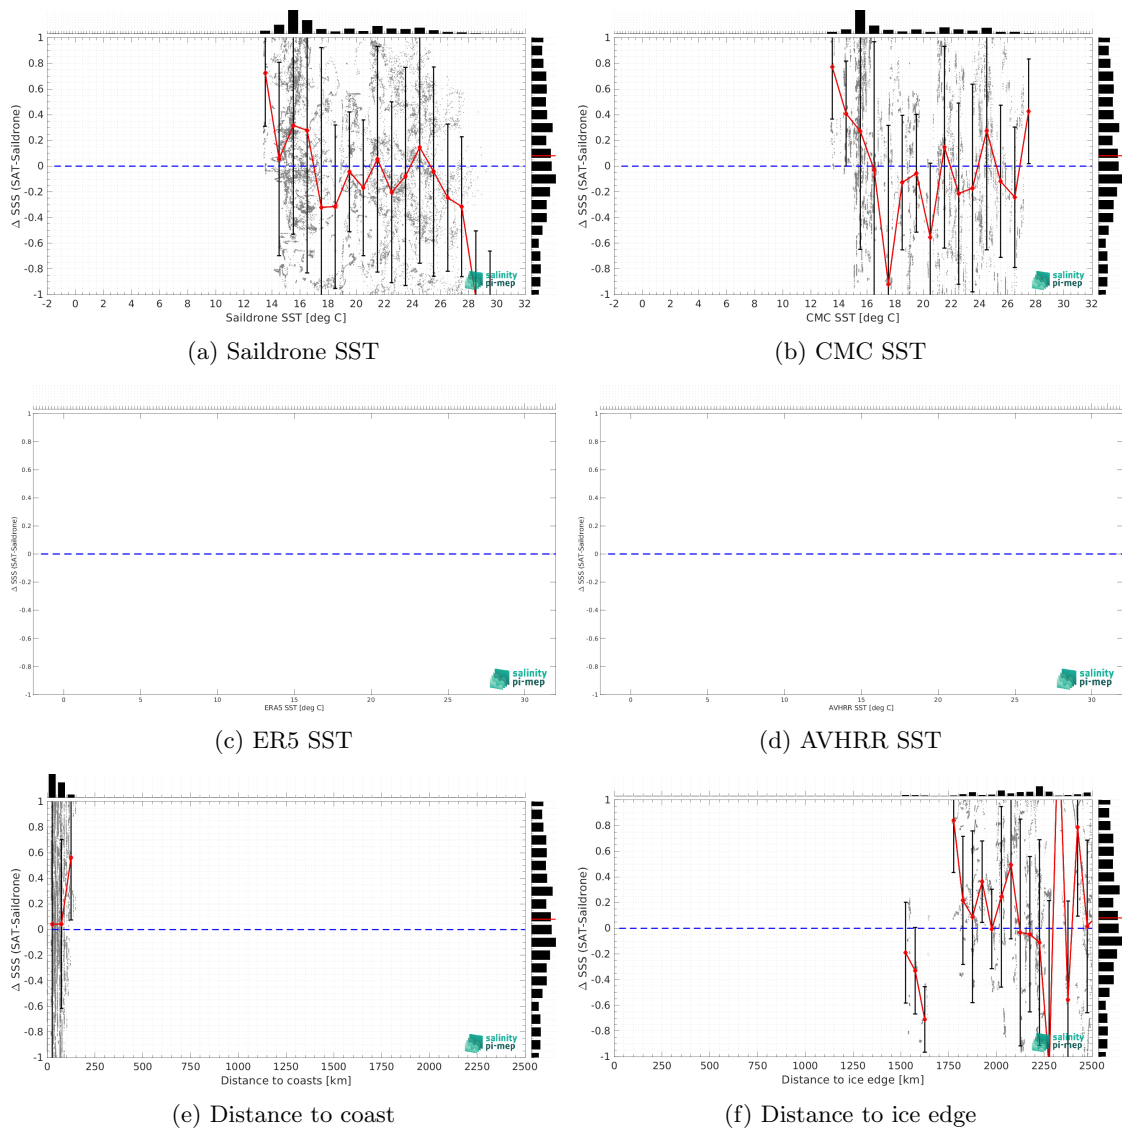 1
0.8
0.6
0.4
0.2
0
-0.2
-0.4
-0.6
-0.8
-1
Δ SSS (SAT-Saildrone)
-2 0 2 4 6 8 10 12 14 16 18 20 22 24 26 28 30 32
Saildrone SST [deg C]
salinity
pi-mep
(a) Saildrone SST
1
0.8
0.6
0.4
0.2
0
-0.2
-0.4
-0.6
-0.8
-1
Δ SSS (SAT-Saildrone)
-2 0 2 4 6 8 10 12 14 16 18 20 22 24 26 28 30 32
CMC SST [deg C]
salinity
pi-mep
(b) CMC SST
1
0.8
0.6
0.4
0.2
0
-0.2
-0.4
-0.6
-0.8
-1
Δ SSS (SAT-Saildrone)
0 5 10 15 20 25 30
ERA5 SST [deg C]
salinity
pi-mep
(c) ER5 SST
1
0.8
0.6
0.4
0.2
0
-0.2
-0.4
-0.6
-0.8
-1
Δ SSS (SAT-Saildrone)
0 5 10 15 20 25 30
AVHRR SST [deg C]
salinity
pi-mep
(d) AVHRR SST
1
0.8
0.6
0.4
0.2
0
-0.2
-0.4
-0.6
-0.8
-1
Δ SSS (SAT-Saildrone)
0 250 500 750 1000 1250 1500 1750 2000 2250 2500
Distance to coasts [km]
salinity
pi-mep
(e) Distance to coast
1
0.8
0.6
0.4
0.2
0
-0.2
-0.4
-0.6
-0.8
-1
Δ SSS (SAT-Saildrone)
0 250 500 750 1000 1250 1500 1750 2000 2250 2500
Distance to ice edge [km]
salinity
pi-mep
(f) Distance to ice edge